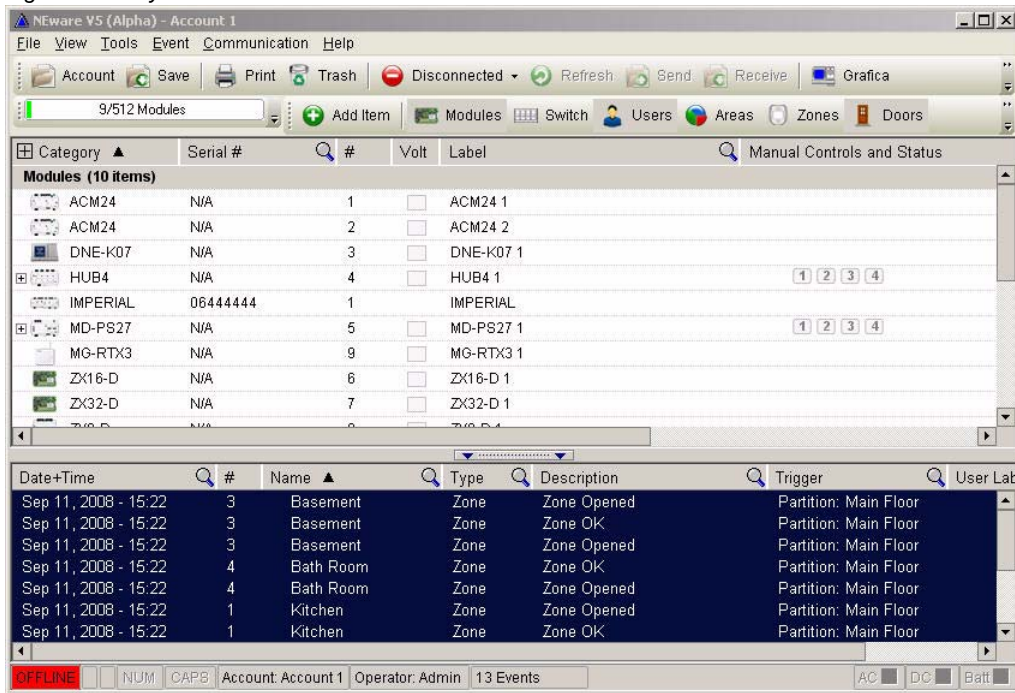 NEware V5 (Alpha) - Account 1
File View Tools Event Communication Help
Account Save Print Trash Disconnected Refresh Send Receive Grafica
9/512 Modules Add Item Modules Switch Users Areas Zones Doors
Category ▲ Serial # # Volt Label Manual Controls and Status
Modules (10 items)
ACM24 N/A 1 ACM24 1
ACM24 N/A 2 ACM24 2
DNE-K07 N/A 3 DNE-K07 1
HUB4 N/A 4 HUB4 1 1 2 3 4
IMPERIAL 06444444 1 IMPERIAL
MD-PS27 N/A 5 MD-PS27 1 1 2 3 4
MG-RTX3 N/A 9 MG-RTX3 1
ZX16-D N/A 6 ZX16-D 1
ZX32-D N/A 7 ZX32-D 1
Date+Time # Name ▲ Type Description Trigger User Lab
Sep 11, 2008 - 15:22 3 Basement Zone Zone Opened Partition: Main Floor
Sep 11, 2008 - 15:22 3 Basement Zone Zone OK Partition: Main Floor
Sep 11, 2008 - 15:22 3 Basement Zone Zone Opened Partition: Main Floor
Sep 11, 2008 - 15:22 4 Bath Room Zone Zone OK Partition: Main Floor
Sep 11, 2008 - 15:22 4 Bath Room Zone Zone Opened Partition: Main Floor
Sep 11, 2008 - 15:22 1 Kitchen Zone Zone Opened Partition: Main Floor
Sep 11, 2008 - 15:22 1 Kitchen Zone Zone OK Partition: Main Floor
OFFLINE NUM CAPS Account: Account 1 Operator: Admin 13 Events AC DC Batt